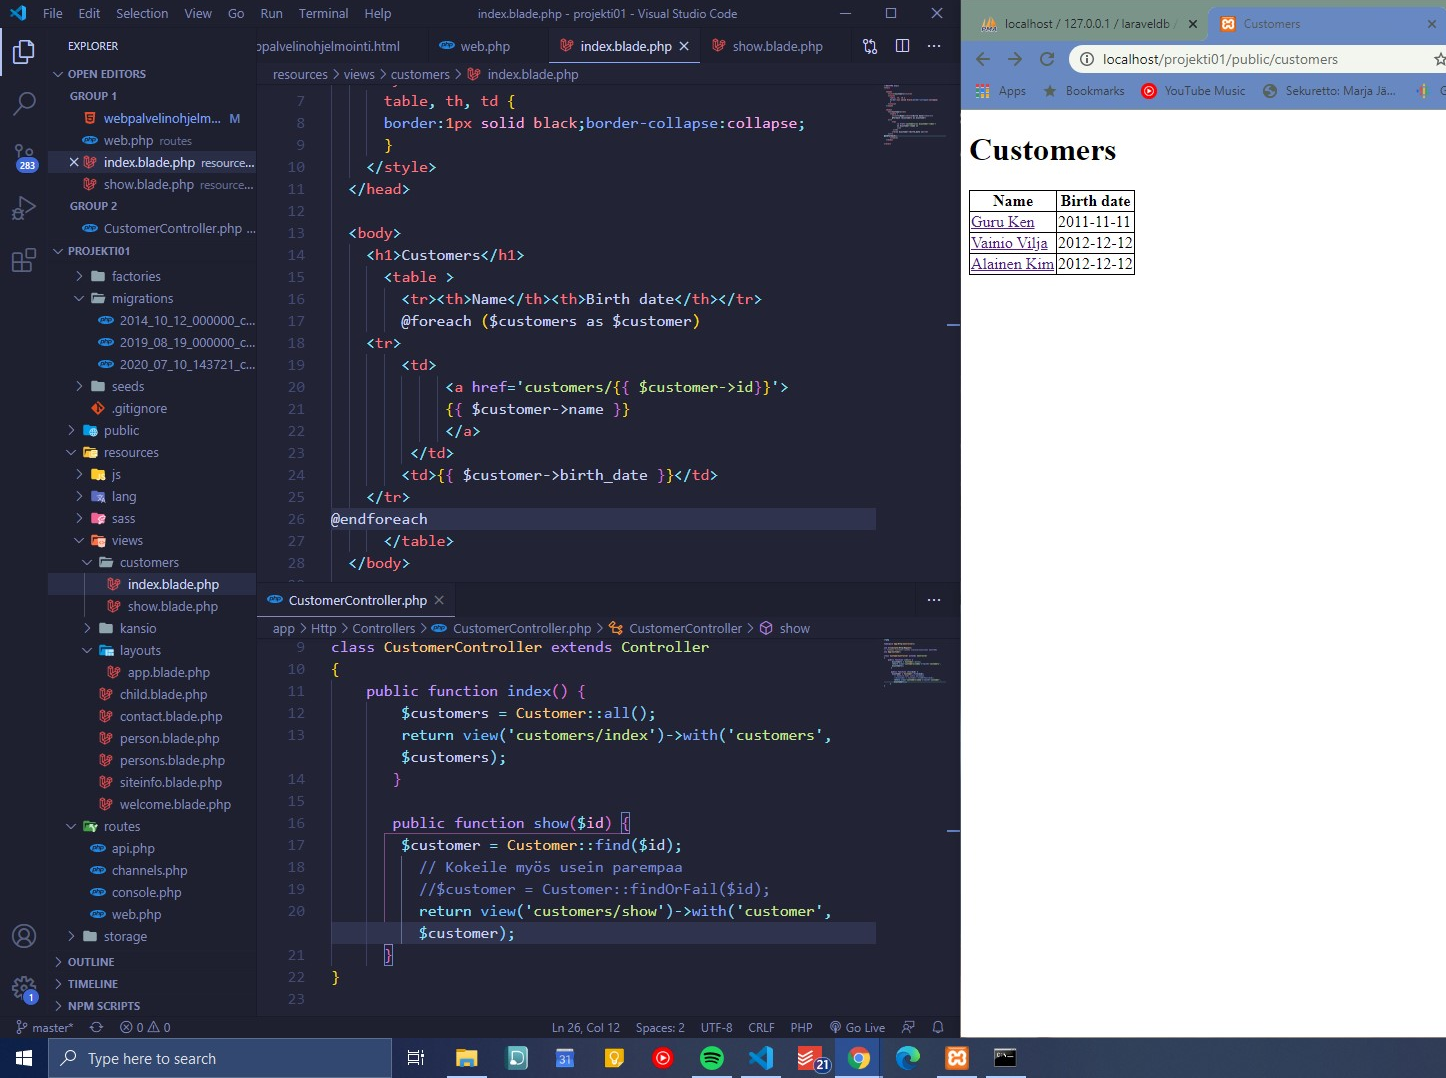 File Edit Selection View Go Run Terminal Help
index.blade.php - projekti01 - Visual Studio Code
EXPLORER
OPEN EDITORS
GROUP 1
webpalvelinohjelm... M
web.php routes
index.blade.php resource...
show.blade.php resource...
GROUP 2
CustomerController.php ...
PROJEKTI01
factories
migrations
2014_10_12_000000_c...
2019_08_19_000000_c...
2020_07_10_143721_c...
seeds
.gitignore
public
resources
js
lang
sass
views
customers
index.blade.php
show.blade.php
kansio
layouts
app.blade.php
child.blade.php
contact.blade.php
person.blade.php
persons.blade.php
siteinfo.blade.php
welcome.blade.php
routes
api.php
channels.php
console.php
web.php
storage
OUTLINE
TIMELINE
NPM SCRIPTS
283
1
opalvelinohjelmointi.html web.php index.blade.php show.blade.php
resources > views > customers > index.blade.php
7 table, th, td {
8 border:1px solid black;border-collapse:collapse;
9 }
10 </style>
11 </head>
12
13 <body>
14 <h1>Customers</h1>
15 <table >
16 <tr><th>Name</th><th>Birth date</th></tr>
17 @foreach ($customers as $customer)
18 <tr>
19 <td>
20 <a href='customers/{{ $customer->id}}'>
21 {{ $customer->name }}
22 </a>
23 </td>
24 <td>{{ $customer->birth_date }}</td>
25 </tr>
26 @endforeach
27 </table>
28 </body>
CustomerController.php
app > Http > Controllers > CustomerController.php > CustomerController > show
9 class CustomerController extends Controller
10 {
11 public function index() {
12 $customers = Customer::all();
13 return view('customers/index')->with('customers',
$customers);
14 }
15
16 public function show($id) {
17 $customer = Customer::find($id);
18 // Kokeile myös usein parempaa
19 //$customer = Customer::findOrFail($id);
20 return view('customers/show')->with('customer',
$customer);
21 }
22 }
23
master* 0 0 Ln 26, Col 12 Spaces: 2 UTF-8 CRLF PHP Go Live
localhost / 127.0.0.1 / laraveldb
Customers
localhost/projekti01/public/customers
Apps Bookmarks YouTube Music Sekuretto: Marja Jä...
Customers
Name Birth date
Guru Ken 2011-11-11
Vainio Vilja 2012-12-12
Alainen Kim 2012-12-12
Type here to search
31
21